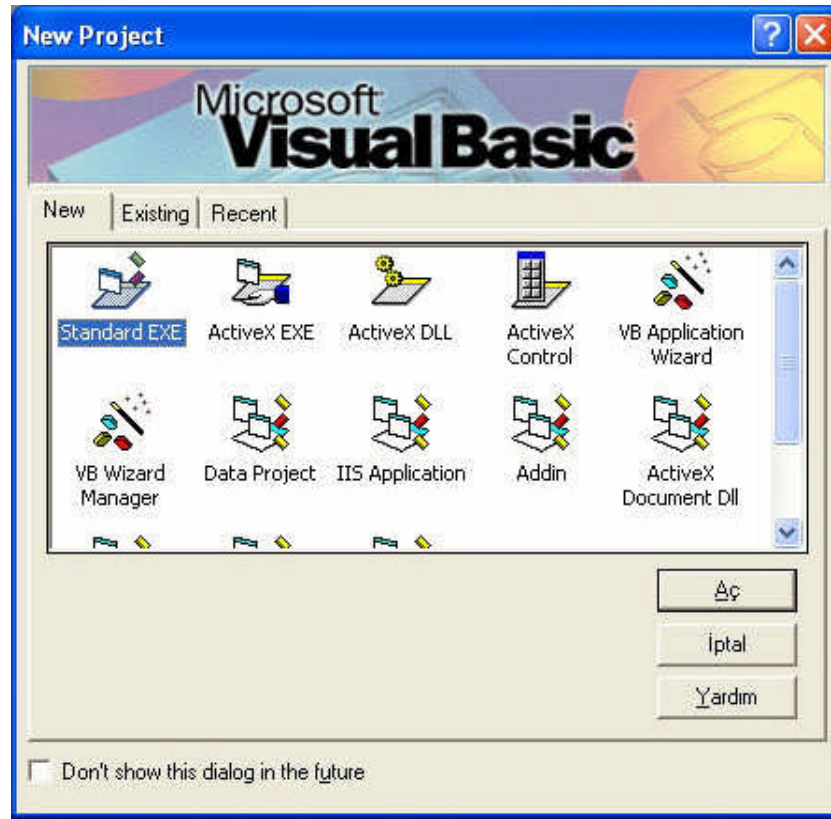 New Project
Microsoft
Visual Basic
New Existing Recent
Standard EXE ActiveX EXE ActiveX DLL ActiveX Control VB Application Wizard
VB Wizard Manager Data Project IIS Application Addin ActiveX Document Dll
Aç
İptal
Yardım
Don't show this dialog in the future